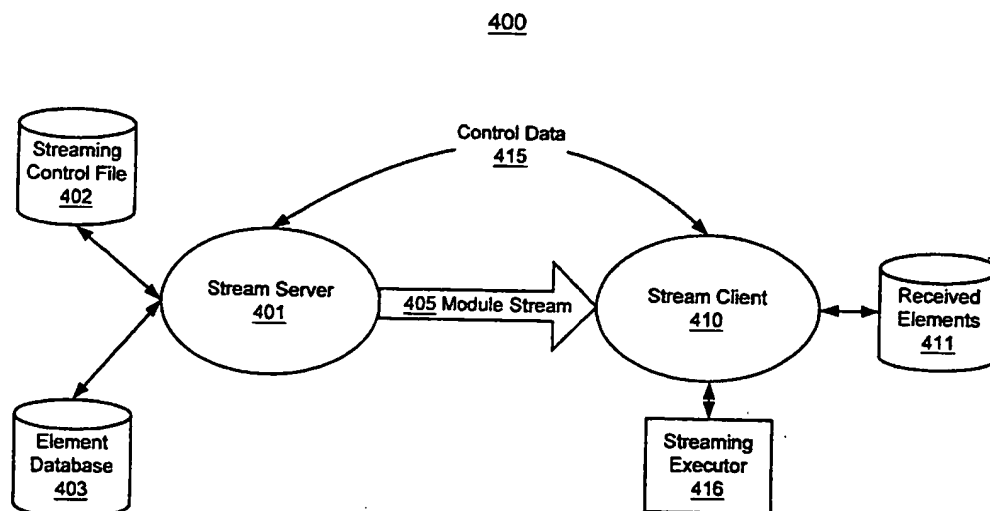 400
Control Data
415
Streaming
Control File
402
Stream Server
401
405 Module Stream
Stream Client
410
Received
Elements
411
Element
Database
403
Streaming
Executor
416